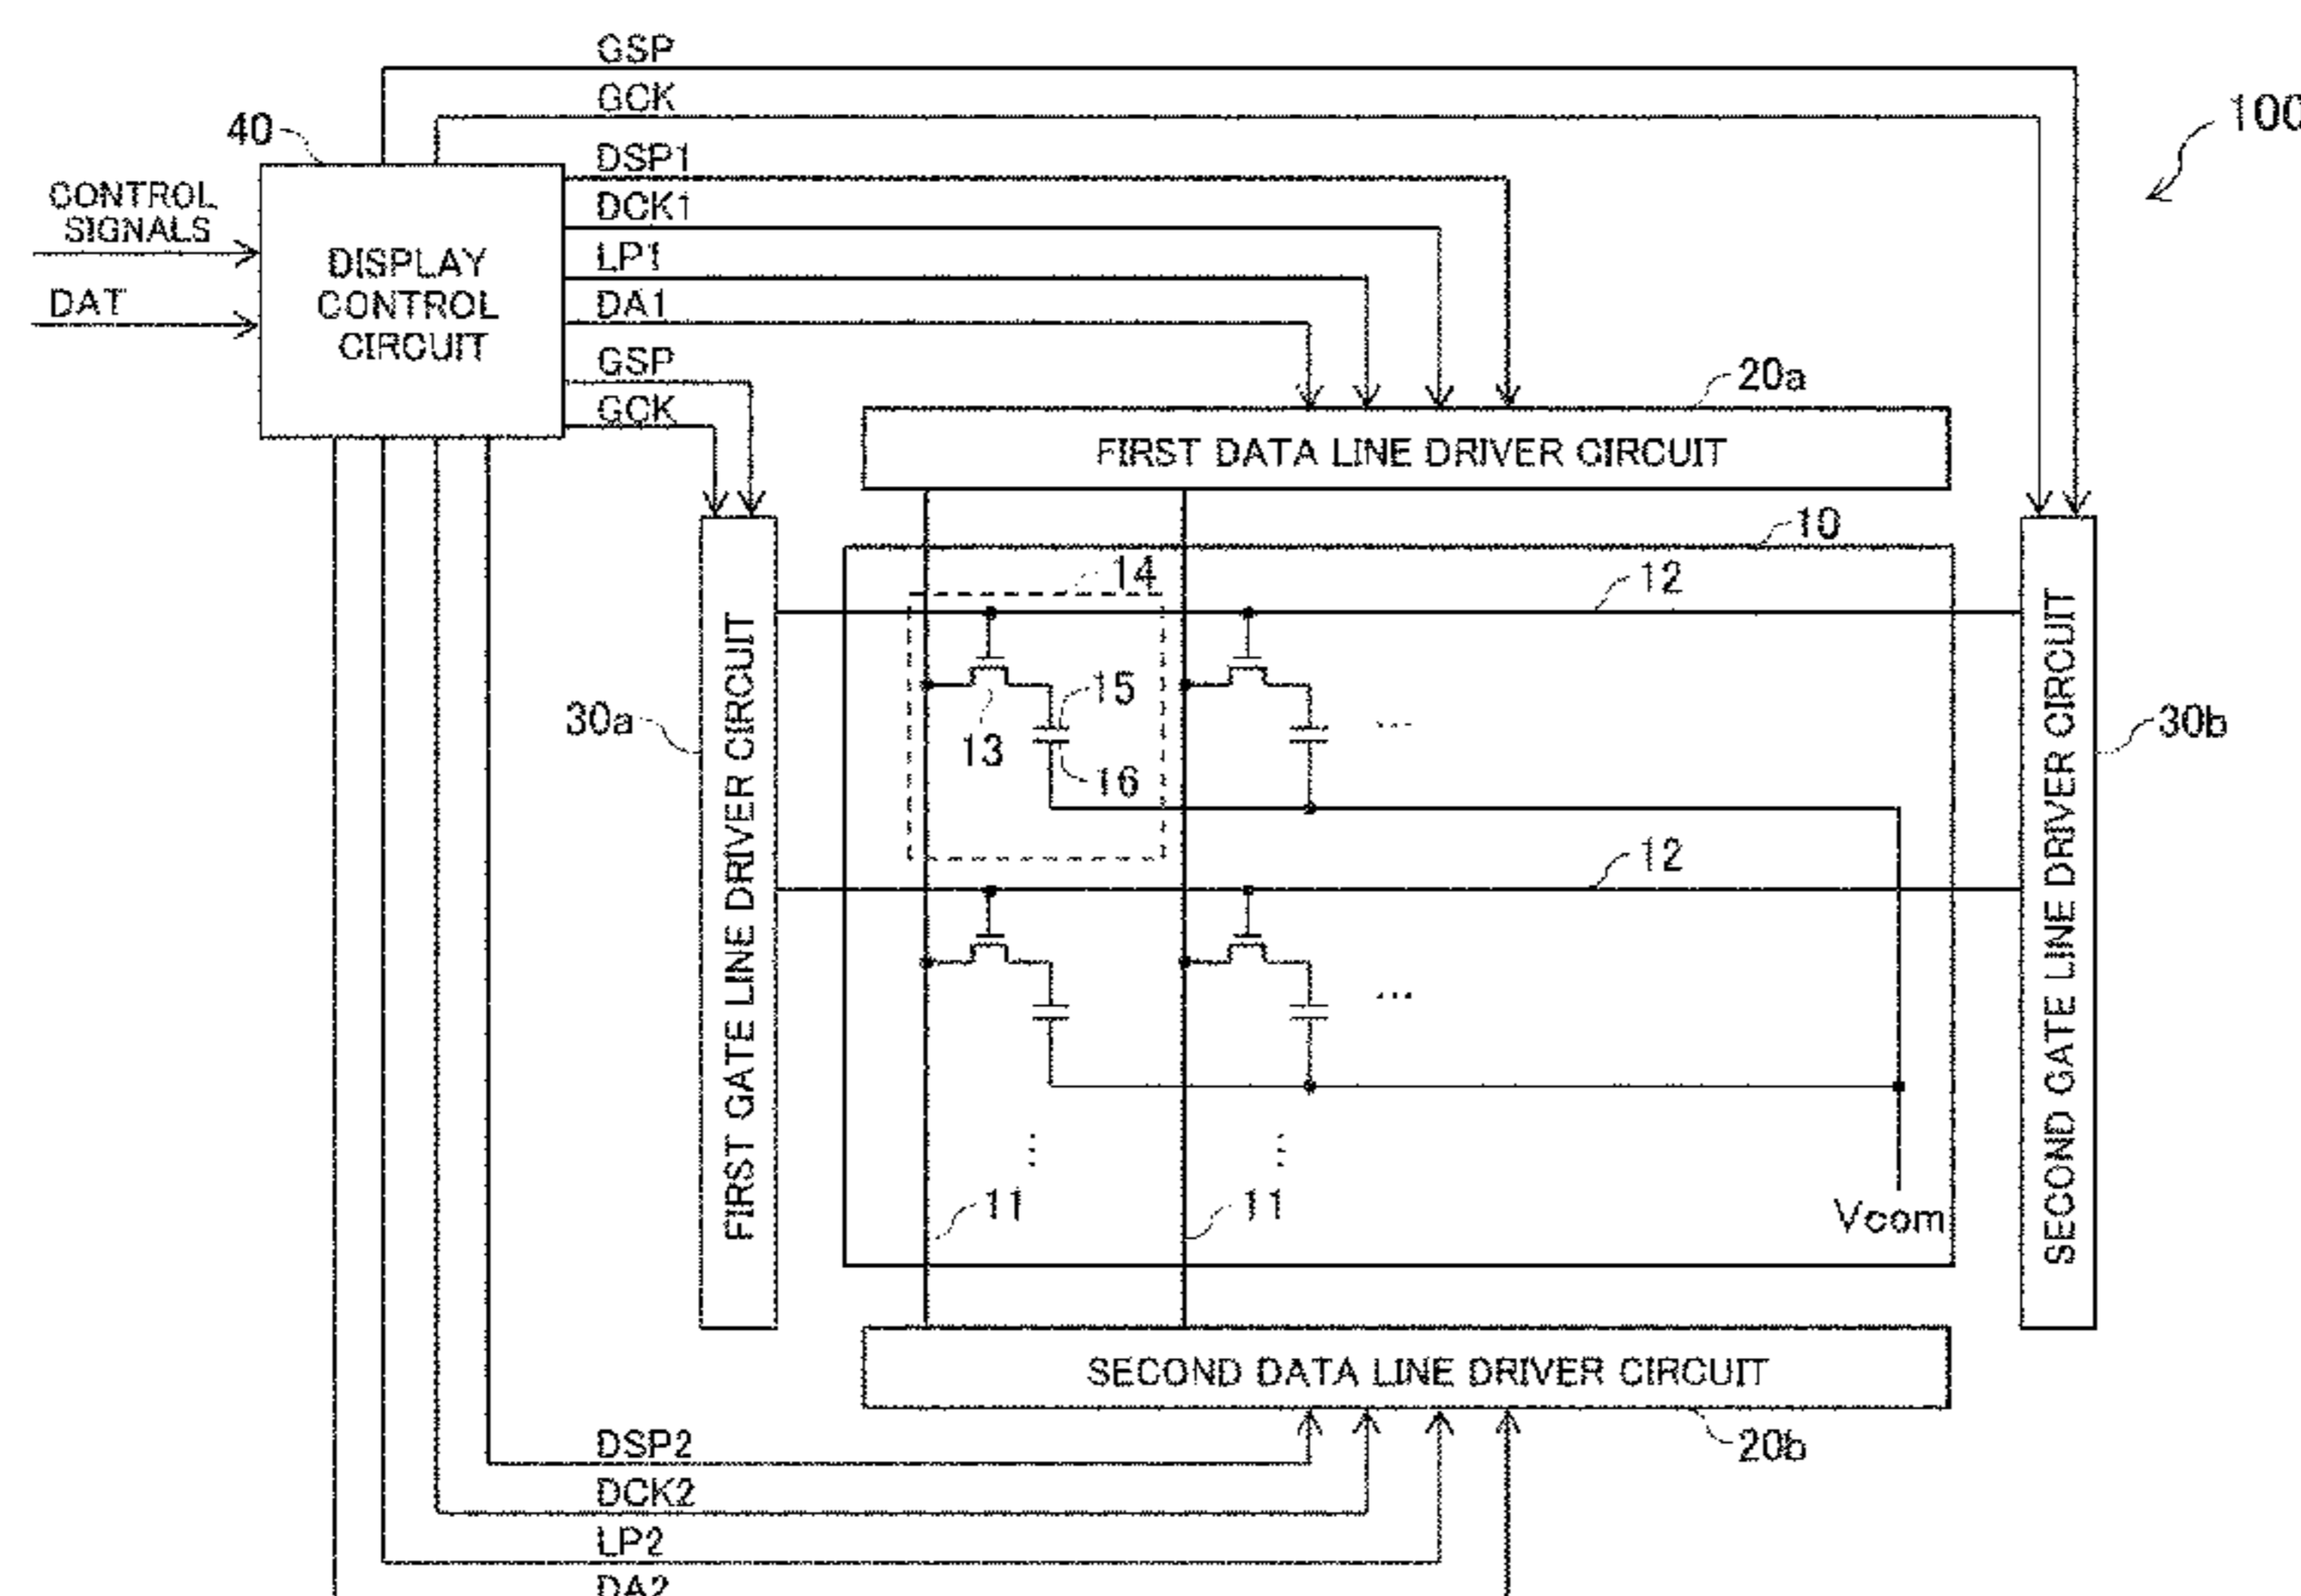 GSP
GCK
100
40
DSP1
CONTROL
SIGNALS
DCK1
DISPLAY
CONTROL
CIRCUIT
LP1
DAT
DA1
GSP
GCK
20a
FIRST DATA LINE DRIVER CIRCUIT
10
14
12
FIRST GATE LINE DRIVER CIRCUIT
SECOND GATE LINE DRIVER CIRCUIT
30a
15
13
16
...
30b
12
...
...
...
11
11
Vcom
SECOND DATA LINE DRIVER CIRCUIT
20b
DSP2
DCK2
LP2
DA2